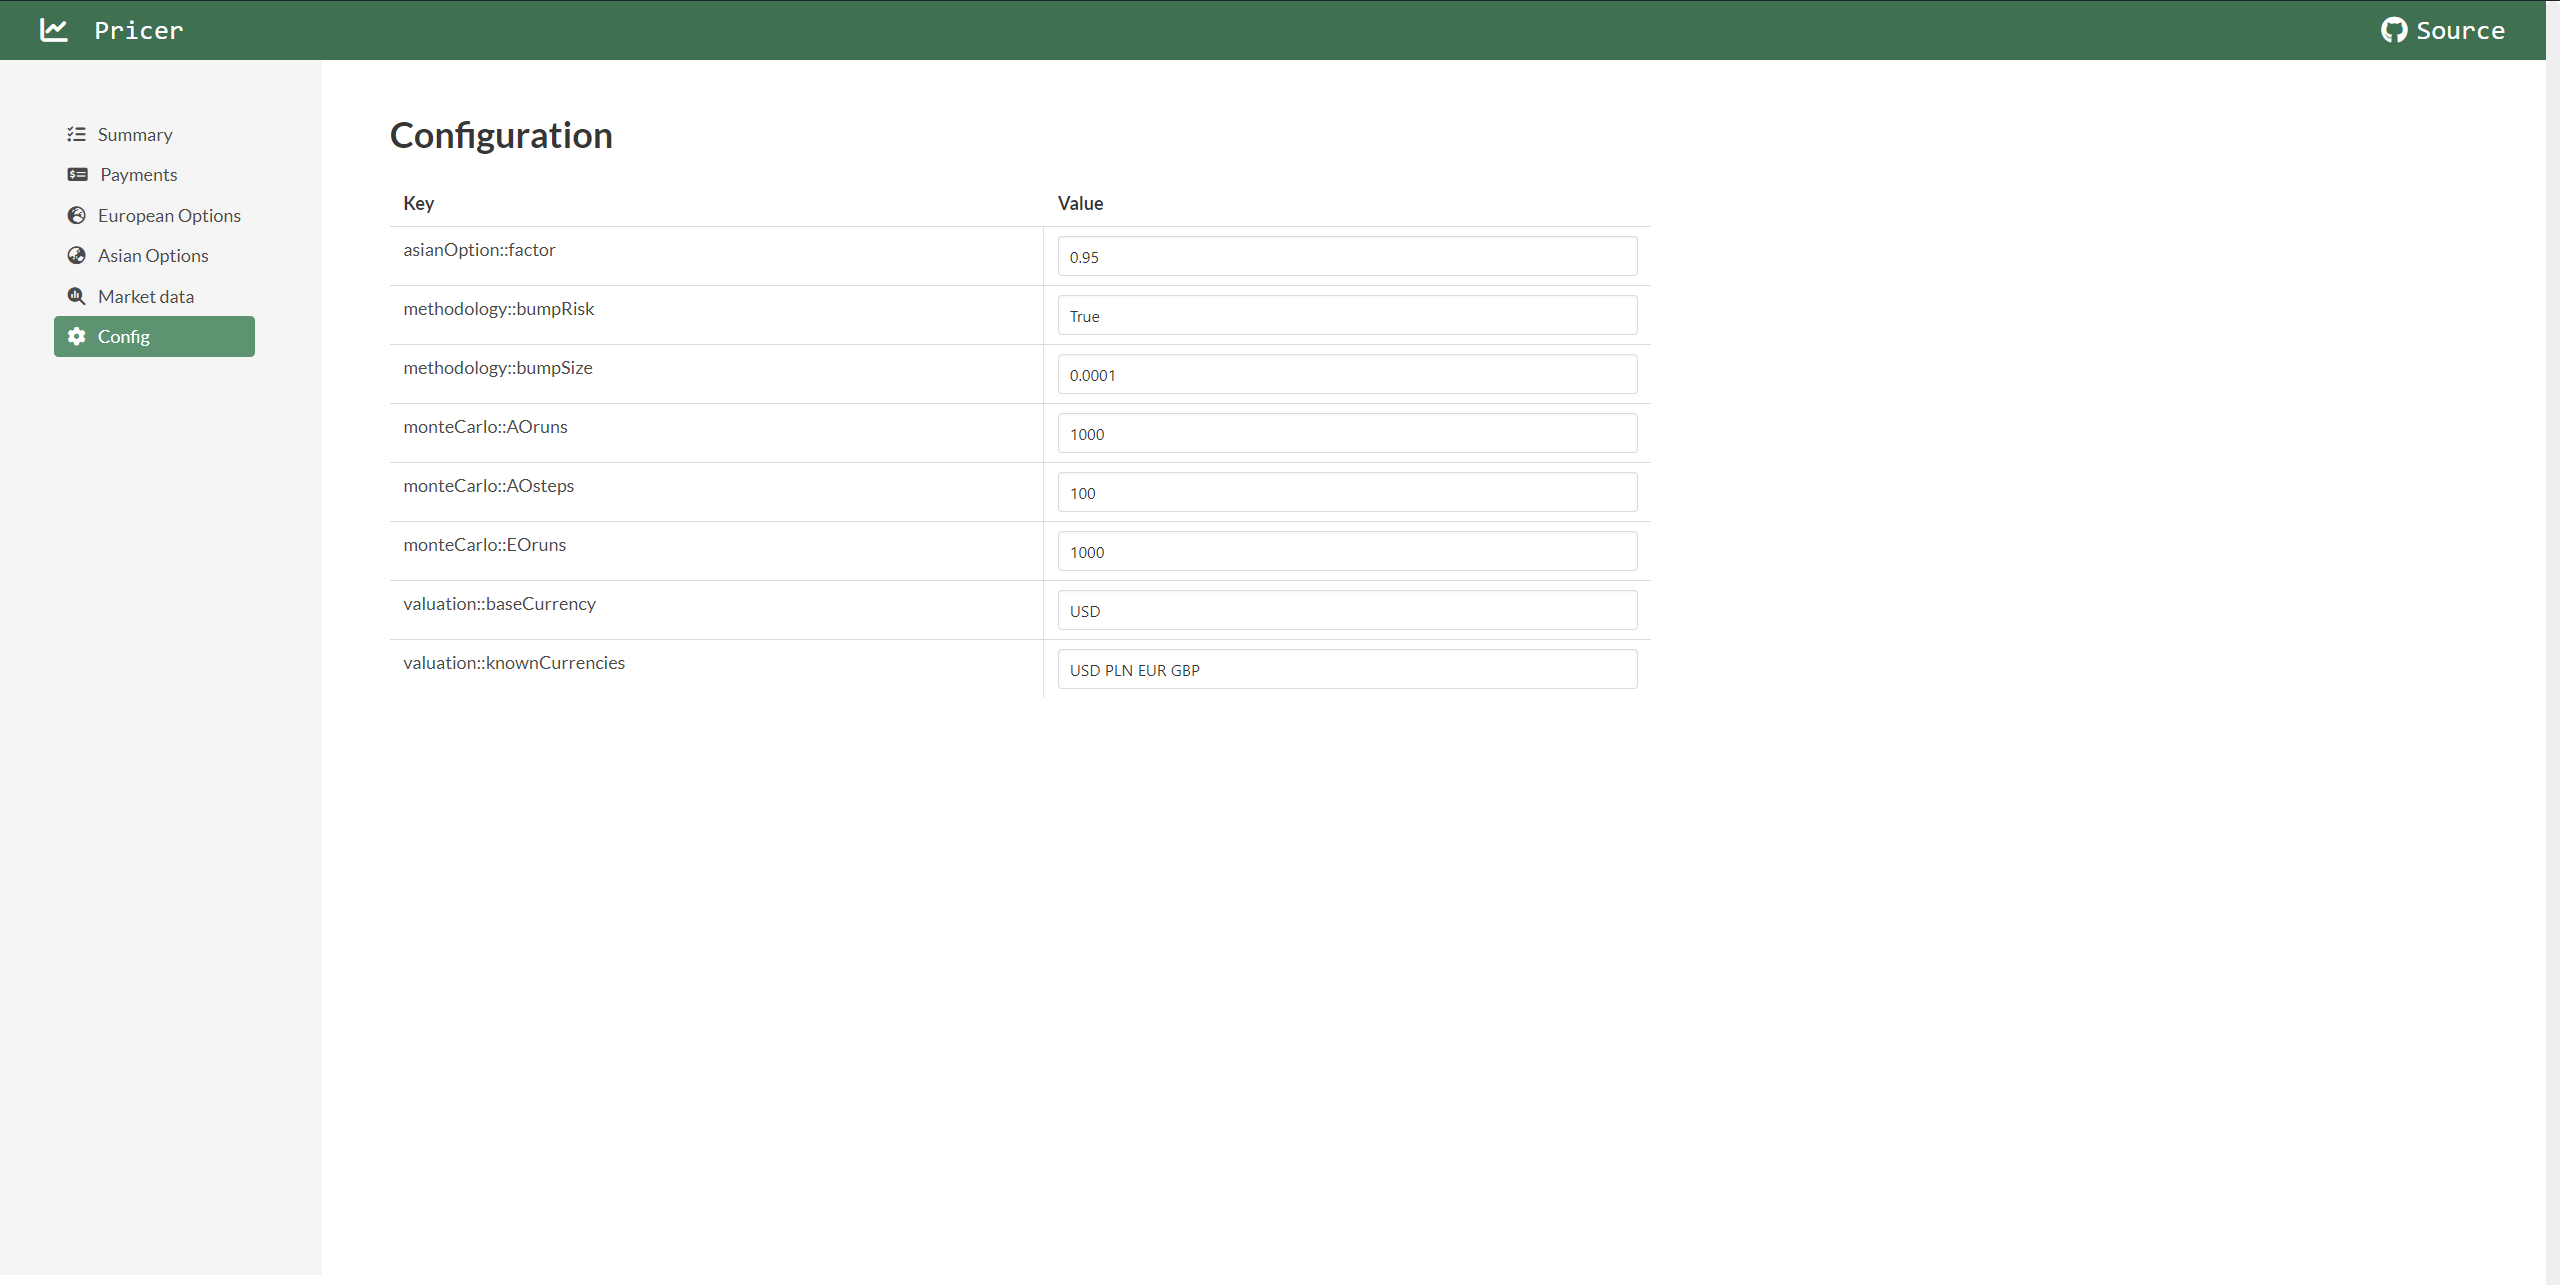 Pricer
Source
Summary
Payments
European Options
Asian Options
Market data
Config
Configuration
Key Value
asianOption::factor 0.95
methodology::bumpRisk True
methodology::bumpSize 0.0001
monteCarlo::AOruns 1000
monteCarlo::AOsteps 100
monteCarlo::EOruns 1000
valuation::baseCurrency USD
valuation::knownCurrencies USD PLN EUR GBP